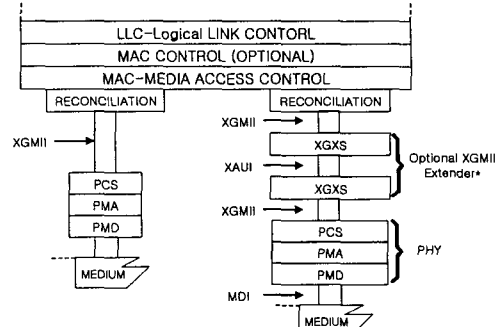 LLC-Logical LINK CONTORL
MAC CONTROL (OPTIONAL)
MAC-MEDIA ACCESS CONTROL
RECONCILIATION
XGMII
PCS
PMA
PMD
MEDIUM
RECONCILIATION
XGMII
XGXS
XAUI
XGXS
Optional XGMII
Extender*
XGMII
PCS
PMA
PMD
PHY
MDI
MEDIUM